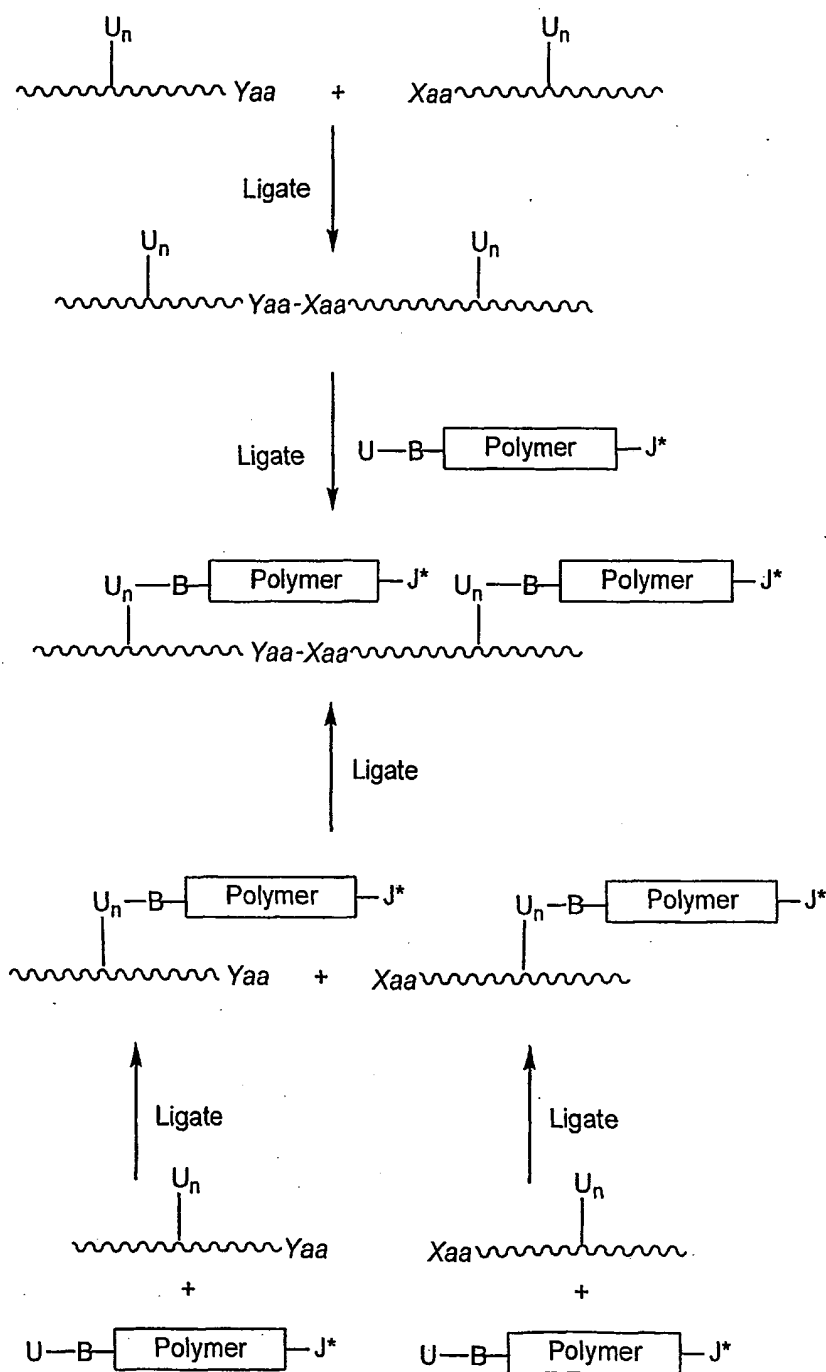 Uₙ Uₙ
Yaa + Xaa
Ligate
Uₙ Uₙ
Yaa-Xaa
Ligate U—B—Polymer—J*
Uₙ—B—Polymer—J* Uₙ—B—Polymer—J*
Yaa-Xaa
Ligate
Uₙ—B—Polymer—J* Uₙ—B—Polymer—J*
Yaa + Xaa
Ligate Ligate
Uₙ Uₙ
Yaa Xaa
+ +
U—B—Polymer—J* U—B—Polymer—J*